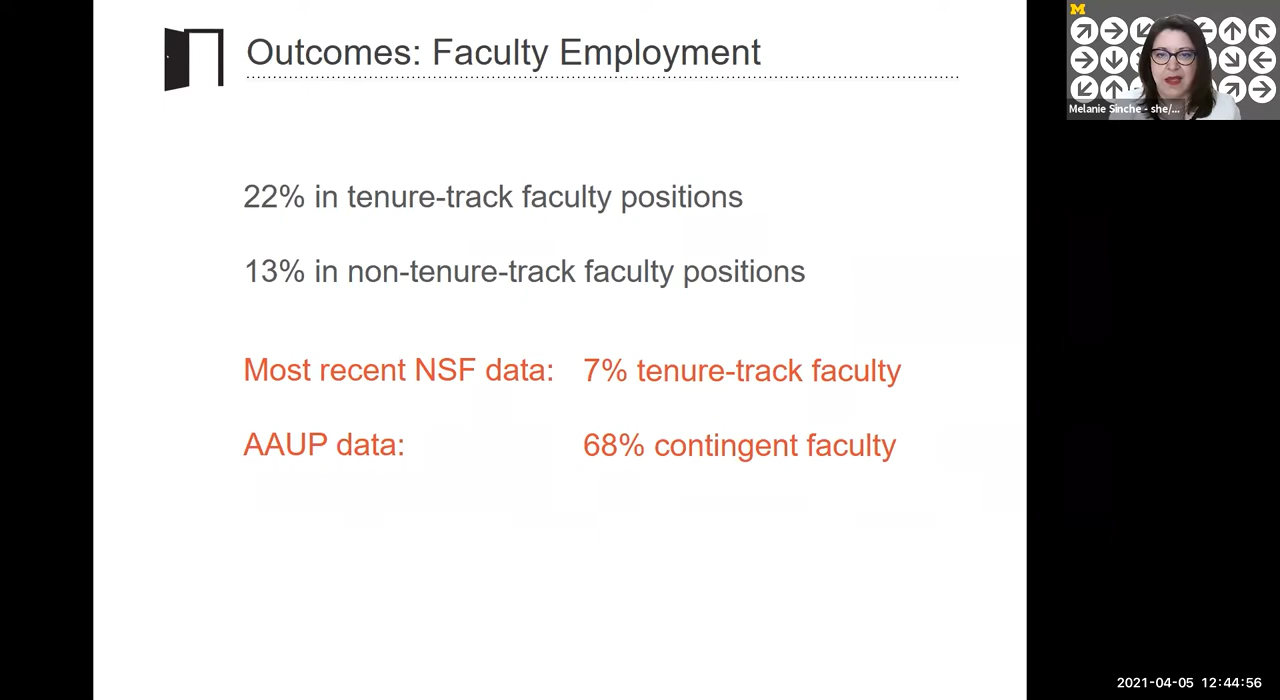 Outcomes: Faculty Employment
M
Melanie Sinche - she/...
22% in tenure-track faculty positions
13% in non-tenure-track faculty positions
Most recent NSF data: 7% tenure-track faculty
AAUP data: 68% contingent faculty
2021-04-05 12:44:56